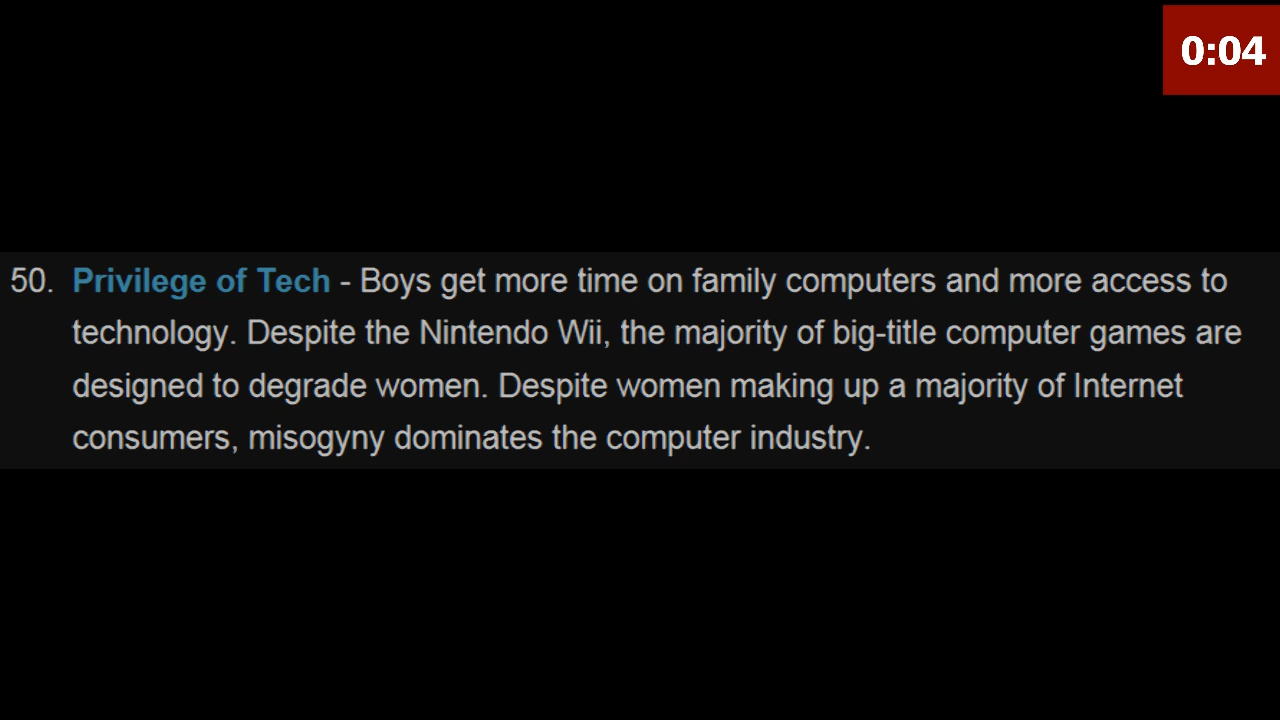 0:04
50. Privilege of Tech - Boys get more time on family computers and more access to
technology. Despite the Nintendo Wii, the majority of big-title computer games are
designed to degrade women. Despite women making up a majority of Internet
consumers, misogyny dominates the computer industry.